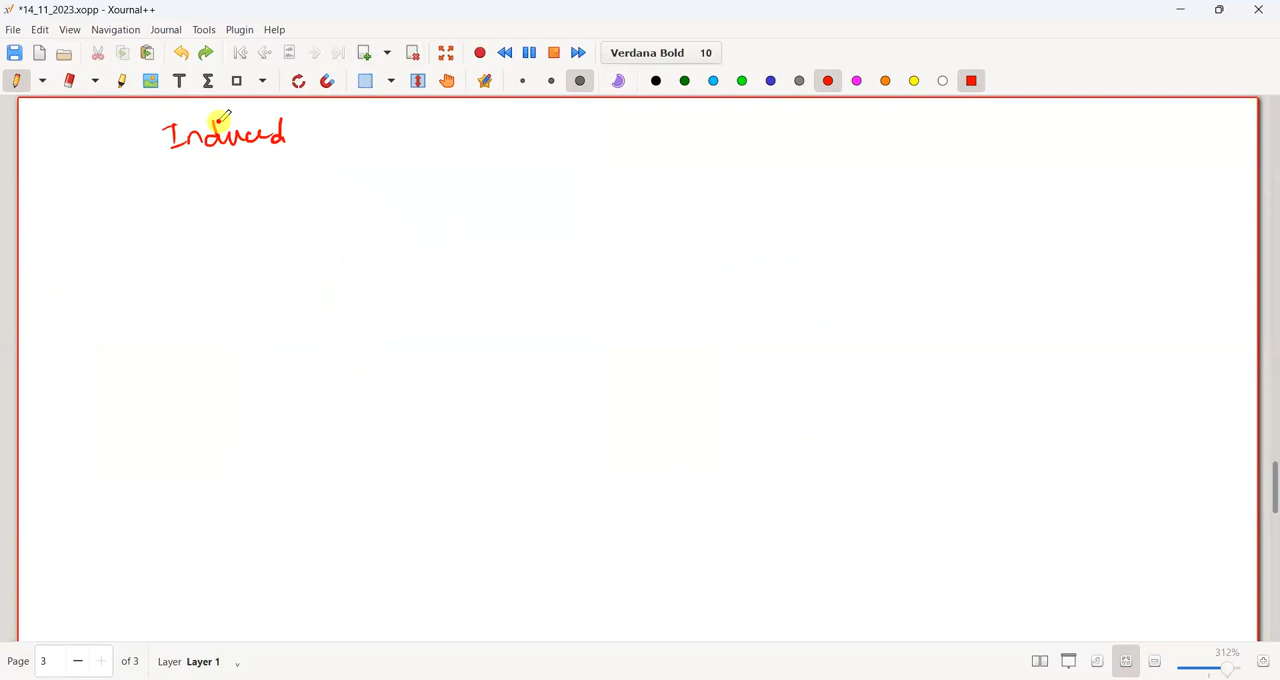 *14_11_2023.xopp - Xournal++
File Edit View Navigation Journal Tools Plugin Help
Verdana Bold 10
Induced
Page 3 of 3 Layer Layer 1 312%